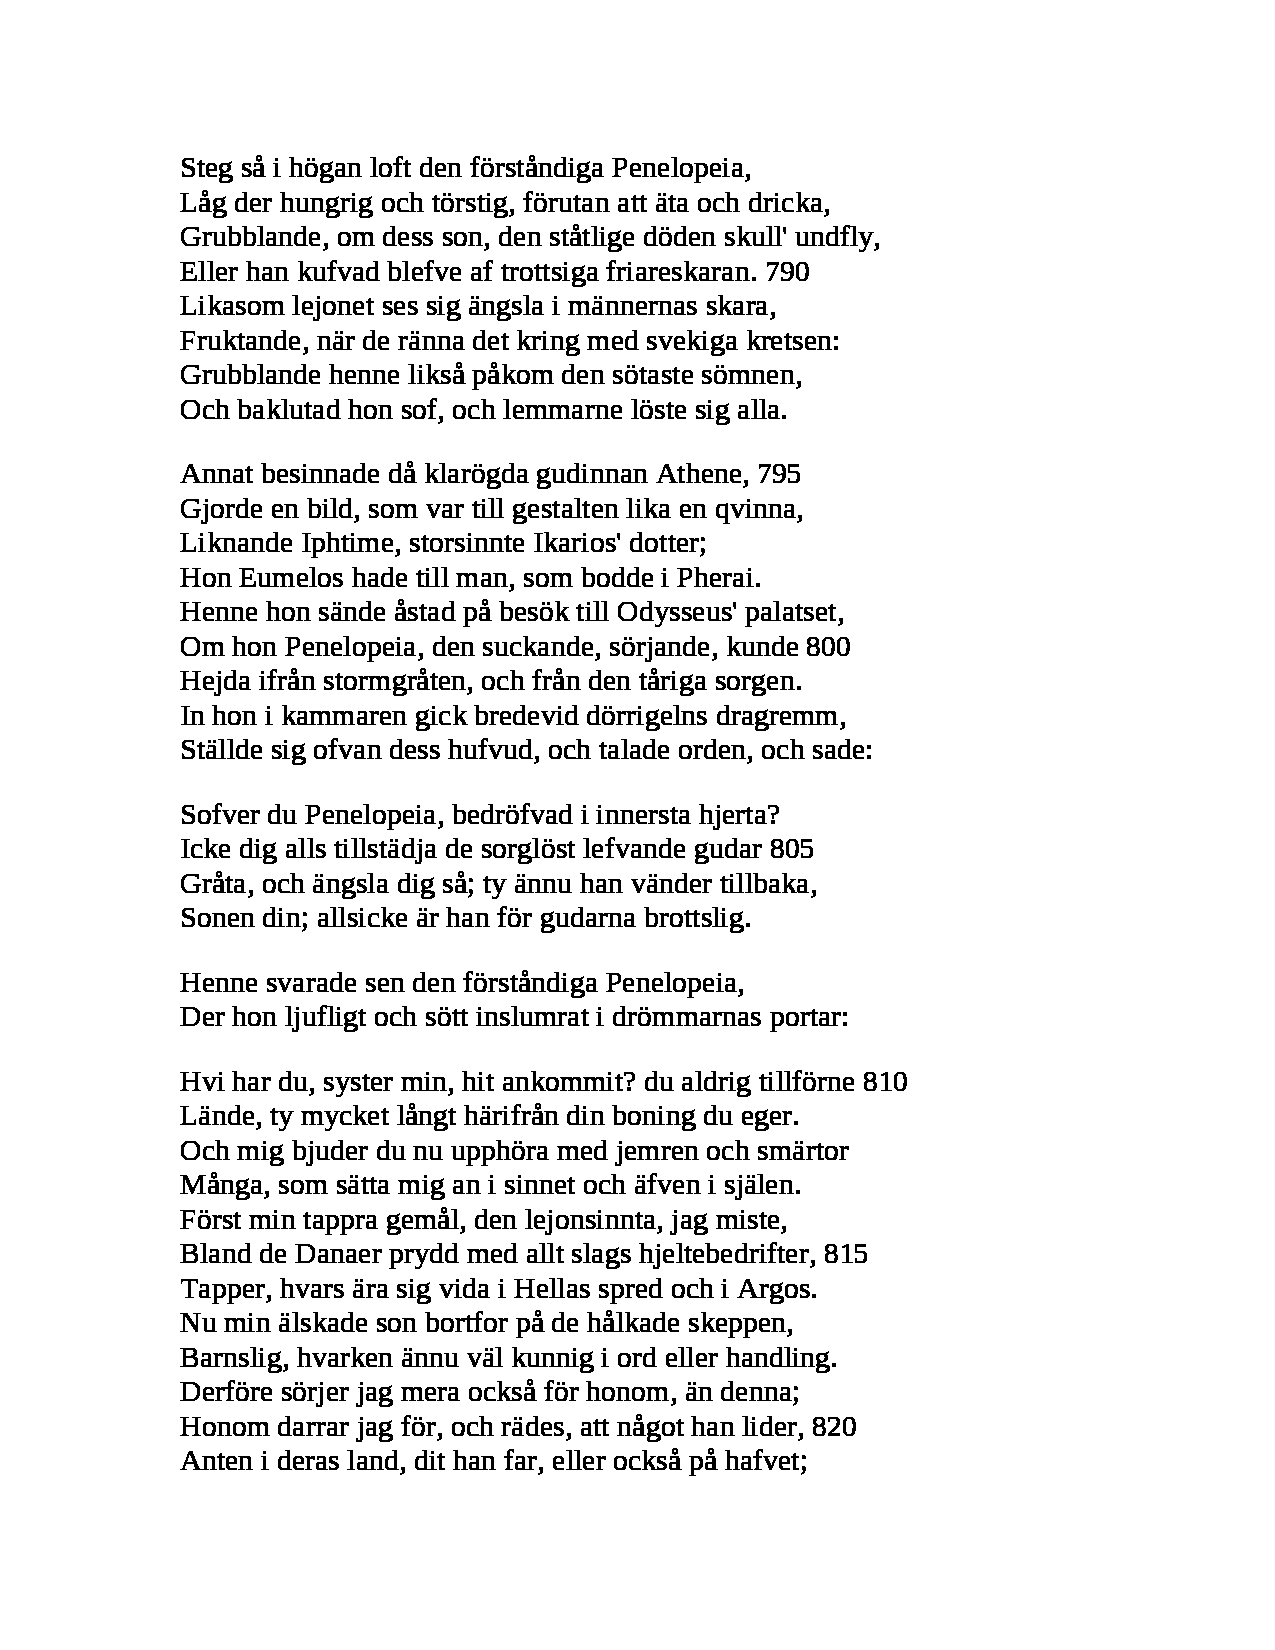 Steg så i högan loft den förståndiga Penelopeia,
Låg der hungrig och törstig, förutan att äta och dricka,
Grubblande, om dess son, den ståtlige döden skull' undfly,
Eller han kufvad blefve af trottsiga friareskaran. 790
Likasom lejonet ses sig ängsla i männernas skara,
Fruktande, när de ränna det kring med svekiga kretsen:
Grubblande henne likså påkom den sötaste sömnen,
Och baklutad hon sof, och lemmarne löste sig alla.

Annat besinnade då klarögda gudinnan Athene, 795
Gjorde en bild, som var till gestalten lika en qvinna,
Liknande Iphtime, storsinnte Ikarios' dotter;
Hon Eumelos hade till man, som bodde i Pherai.
Henne hon sände åstad på besök till Odysseus' palatset,
Om hon Penelopeia, den suckande, sörjande, kunde 800
Hejda ifrån stormgråten, och från den tåriga sorgen.
In hon i kammaren gick bredevid dörrigelns dragremm,
Ställde sig ofvan dess hufvud, och talade orden, och sade:

Sofver du Penelopeia, bedröfvad i innersta hjerta?
Icke dig alls tillstädja de sorglöst lefvande gudar 805
Gråta, och ängsla dig så; ty ännu han vänder tillbaka,
Sonen din; allsicke är han för gudarna brottslig.

Henne svarade sen den förståndiga Penelopeia,
Der hon ljufligt och sött inslumrat i drömmarnas portar:

Hvi har du, syster min, hit ankommit? du aldrig tillförne 810
Lände, ty mycket långt härifrån din boning du eger.
Och mig bjuder du nu upphöra med jemren och smärtor
Många, som sätta mig an i sinnet och äfven i själen.
Först min tappra gemål, den lejonsinnta, jag miste,
Bland de Danaer prydd med allt slags hjeltebedrifter, 815
Tapper, hvars ära sig vida i Hellas spred och i Argos.
Nu min älskade son bortfor på de hålkade skeppen,
Barnslig, hvarken ännu väl kunnig i ord eller handling.
Derföre sörjer jag mera också för honom, än denna;
Honom darrar jag för, och rädes, att något han lider, 820
Anten i deras land, dit han far, eller också på hafvet;